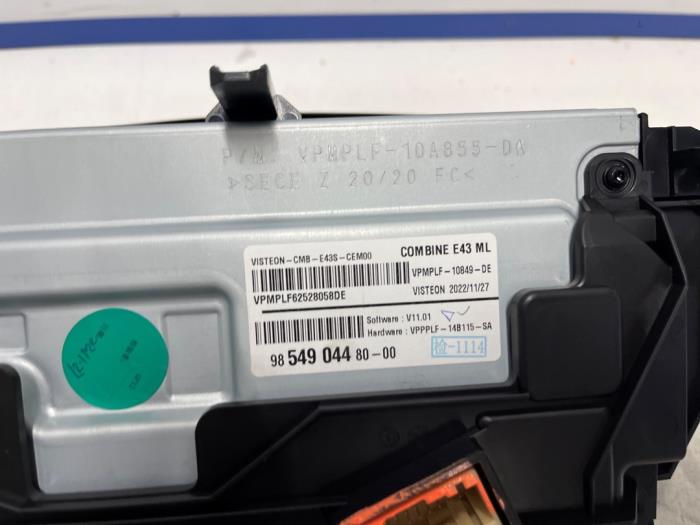 P/N. VPMPLF-10A855-DA
>SECE Z 20/20 FC<
VISTEON-CMB-E43S-CEM00
COMBINE E43 ML
VPMPLF-10849-DE
VPMPLF62528058DE
VISTEON 2022/11/27
Software : V11.01
Hardware : VPPPLF-14B115-SA
98 549 044 80-00
检-1114